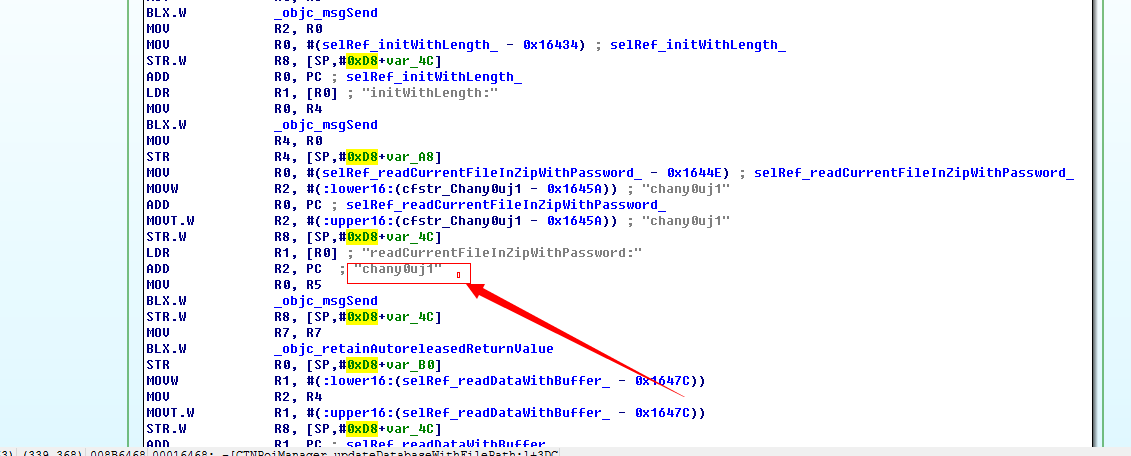 BLX.W _objc_msgSend
MOV R2, R0
MOV R0, #(selRef_initWithLength_ - 0x16434) ; selRef_initWithLength_
STR.W R8, [SP,#0xD8+var_4C]
ADD R0, PC ; selRef_initWithLength_
LDR R1, [R0] ; "initWithLength:"
MOV R0, R4
BLX.W _objc_msgSend
MOV R4, R0
STR R4, [SP,#0xD8+var_A8]
MOV R0, #(selRef_readCurrentFileInZipWithPassword_ - 0x1644E) ; selRef_readCurrentFileInZipWithPassword_
MOVW R2, #(:lower16:(cfstr_Chany0uj1 - 0x1645A)) ; "chany0uj1"
ADD R0, PC ; selRef_readCurrentFileInZipWithPassword_
MOVT.W R2, #(:upper16:(cfstr_Chany0uj1 - 0x1645A)) ; "chany0uj1"
STR.W R8, [SP,#0xD8+var_4C]
LDR R1, [R0] ; "readCurrentFileInZipWithPassword:"
ADD R2, PC ; "chany0uj1"
MOV R0, R5
BLX.W _objc_msgSend
STR.W R8, [SP,#0xD8+var_4C]
MOV R7, R7
BLX.W _objc_retainAutoreleasedReturnValue
STR R0, [SP,#0xD8+var_B0]
MOVW R1, #(:lower16:(selRef_readDataWithBuffer_ - 0x1647C))
MOV R2, R4
MOVT.W R1, #(:upper16:(selRef_readDataWithBuffer_ - 0x1647C))
STR.W R8, [SP,#0xD8+var_4C]
ADD R1, PC ; selRef_readDataWithBuffer_
(339,368) 008B6468 00016468: -[CTNPoiManager updateDatabaseWithFilePath:]+3DC